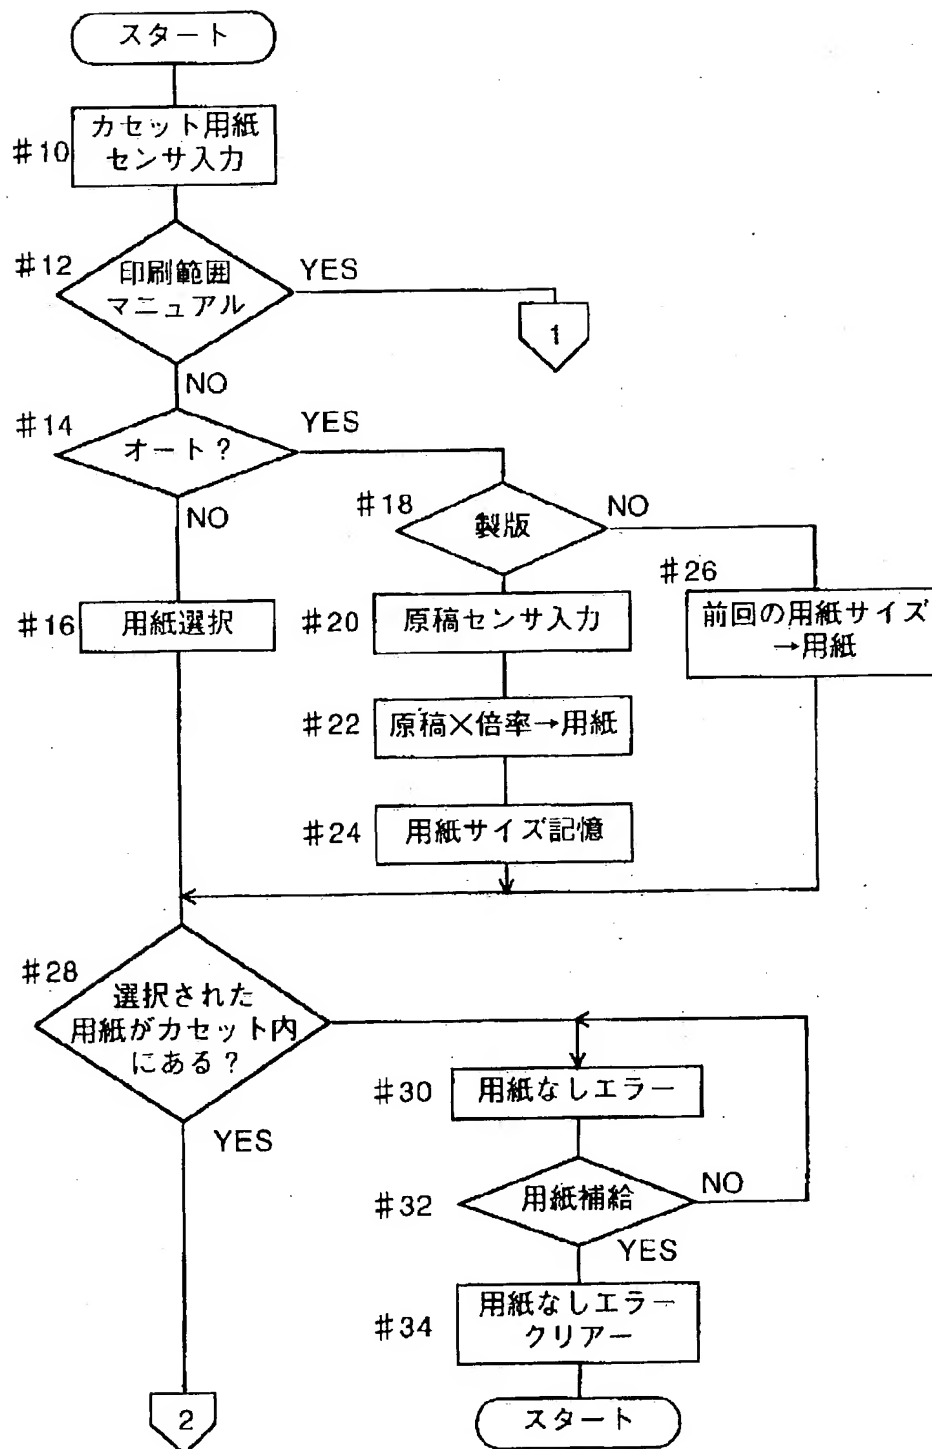 スタート
#10
カセット用紙
センサ入力
#12
印刷範囲
マニュアル
YES
1
NO
#14
オート?
YES
NO
#18
製版
NO
#16
用紙選択
#20
原稿センサ入力
#26
前回の用紙サイズ
→用紙
#22
原稿×倍率→用紙
#24
用紙サイズ記憶
#28
選択された
用紙がカセット内
にある?
YES
#30
用紙なしエラー
#32
用紙補給
NO
YES
#34
用紙なしエラー
クリアー
2
スタート